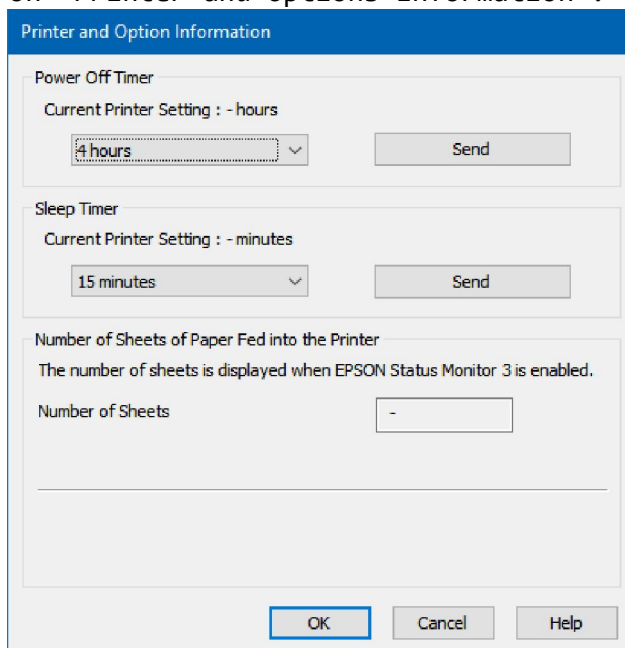 Printer and Option Information
Power Off Timer
Current Printer Setting : - hours
4 hours
Send
Sleep Timer
Current Printer Setting : - minutes
15 minutes
Send
Number of Sheets of Paper Fed into the Printer
The number of sheets is displayed when EPSON Status Monitor 3 is enabled.
Number of Sheets
-
OK
Cancel
Help